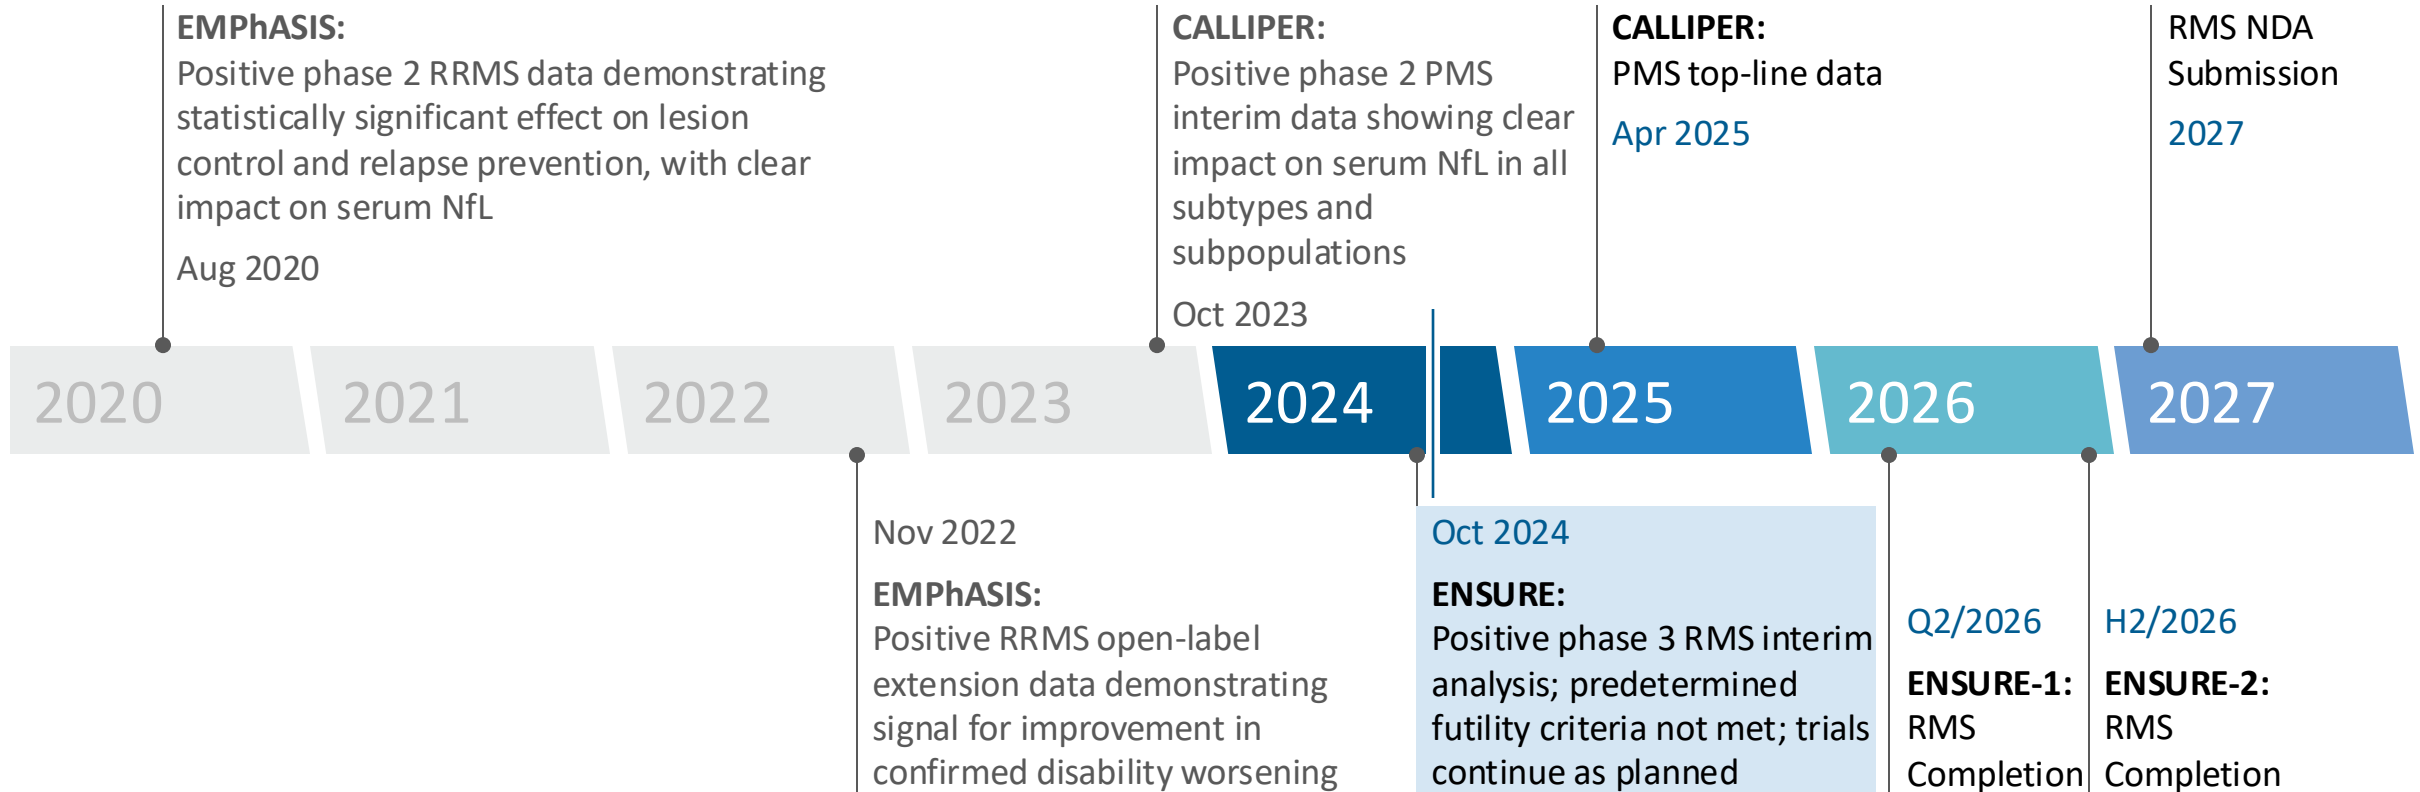 EMPhASIS:
Positive phase 2 RRMS data demonstrating
statistically significant effect on lesion
control and relapse prevention, with clear
impact on serum NfL
Aug 2020
CALLIPER:
Positive phase 2 PMS
interim data showing clear
impact on serum NfL in all
subtypes and
subpopulations
Oct 2023
CALLIPER:
PMS top-line data
Apr 2025
RMS NDA
Submission
2027
2020
2021
2022
2023
2024
2025
2026
2027
Nov 2022
EMPhASIS:
Positive RRMS open-label
extension data demonstrating
signal for improvement in
confirmed disability worsening
Oct 2024
ENSURE:
Positive phase 3 RMS interim
analysis; predetermined
futility criteria not met; trials
continue as planned
Q2/2026
ENSURE-1:
RMS
Completion
H2/2026
ENSURE-2:
RMS
Completion